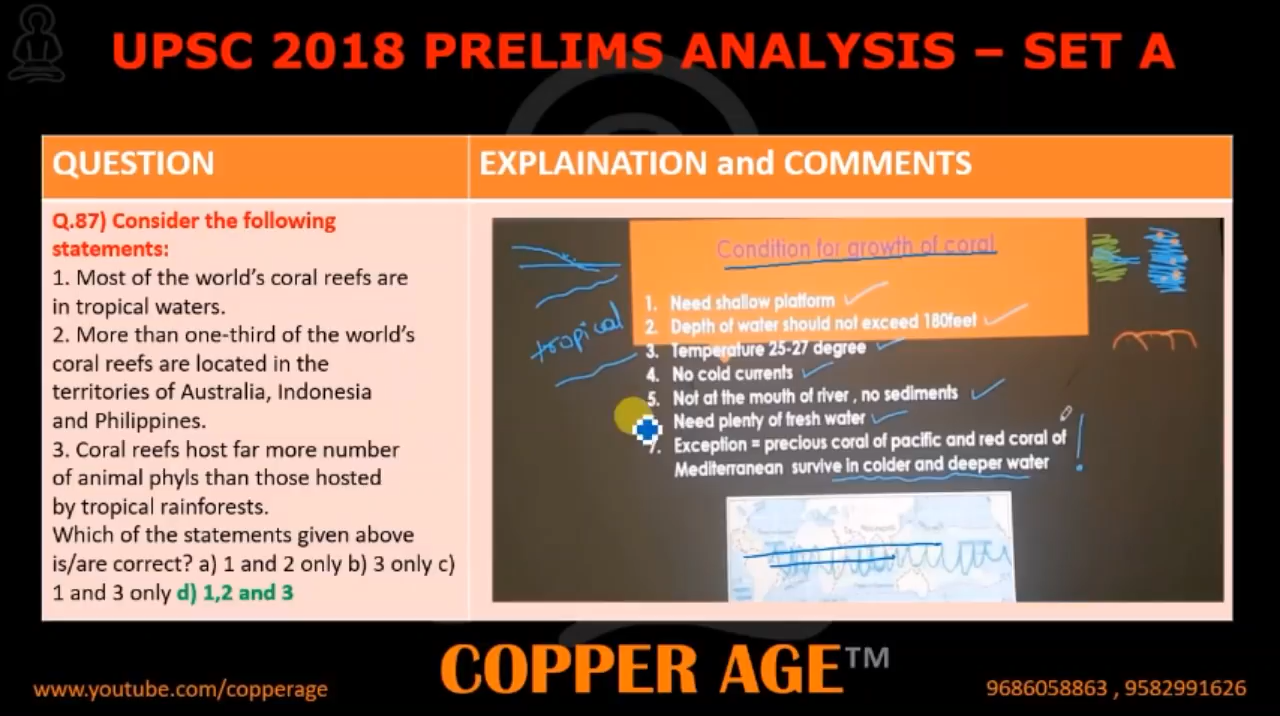 UPSC 2018 PRELIMS ANALYSIS – SET A
QUESTION
EXPLAINATION and COMMENTS
Q.87) Consider the following
statements:
1. Most of the world's coral reefs are
in tropical waters.
2. More than one-third of the world's
coral reefs are located in the
territories of Australia, Indonesia
and Philippines.
3. Coral reefs host far more number
of animal phyls than those hosted
by tropical rainforests.
Which of the statements given above
is/are correct? a) 1 and 2 only b) 3 only c)
1 and 3 only d) 1,2 and 3
Condition for growth of coral
1. Need shallow platform
2. Depth of water should not exceed 180feet
3. Temperature 25-27 degree
4. No cold currents
5. Not at the mouth of river , no sediments
Need plenty of fresh water
7. Exception = precious coral of pacific and red coral of
Mediterranean survive in colder and deeper water
tropical
COPPER AGE™
www.youtube.com/copperage
9686058863 , 9582991626